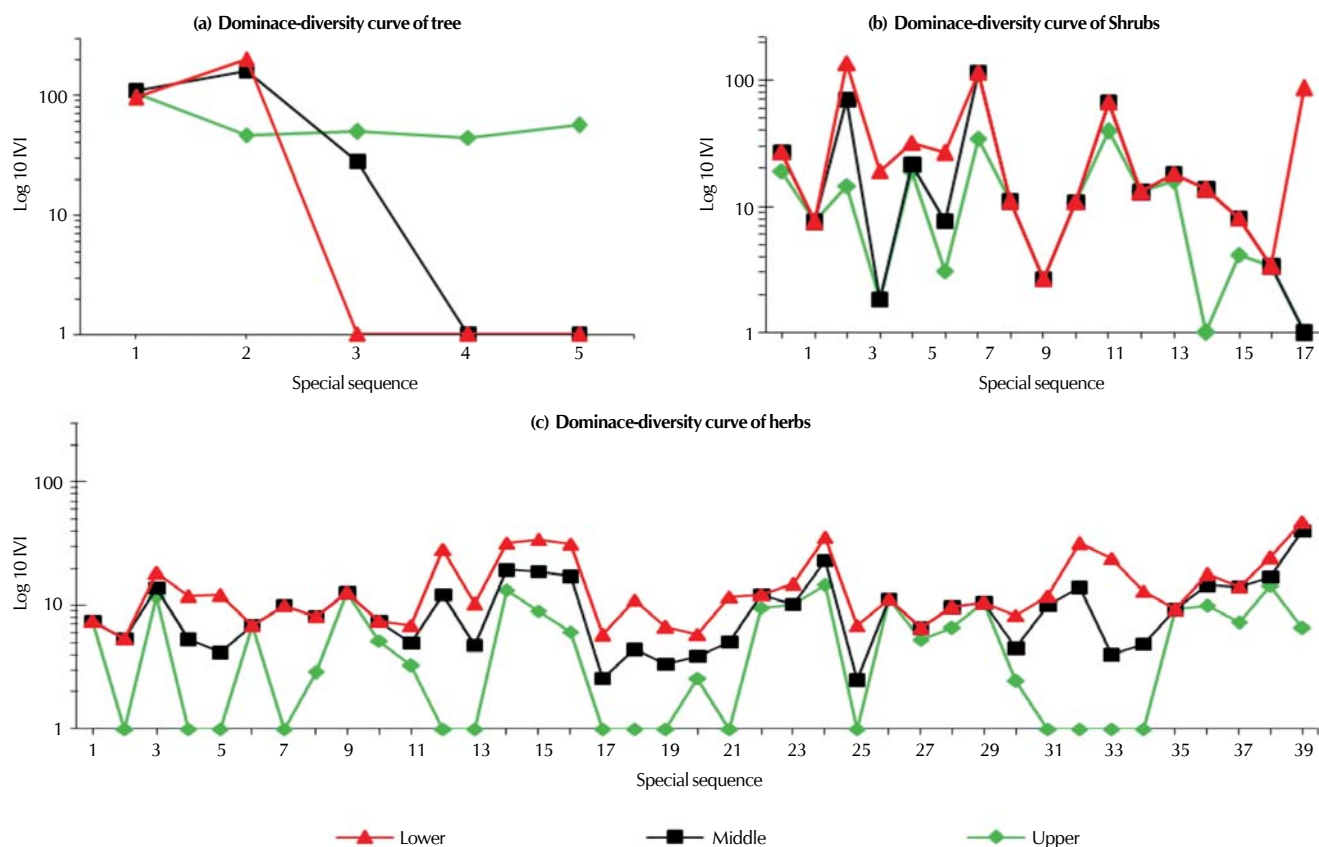 (a) Dominace-diversity curve of tree
100
10
1
Log 10 IVI
1 2 3 4 5
Special sequence
(b) Dominace-diversity curve of Shrubs
100
10
1
Log 10 IVI
1 3 5 7 9 11 13 15 17
Special sequence
(c) Dominace-diversity curve of herbs
100
10
1
Log 10 IVI
1 3 5 7 9 11 13 15 17 19 21 23 25 27 29 31 33 35 37 39
Special sequence
Lower Middle Upper